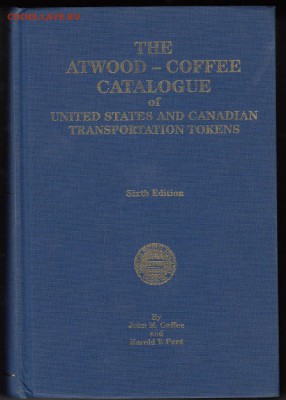 THE
ATWOOD – COFFEE
CATALOGUE
of
UNITED STATES AND CANADIAN
TRANSPORTATION TOKENS
Sixth Edition
By
John M. Coffee
and
Harold V. Ford